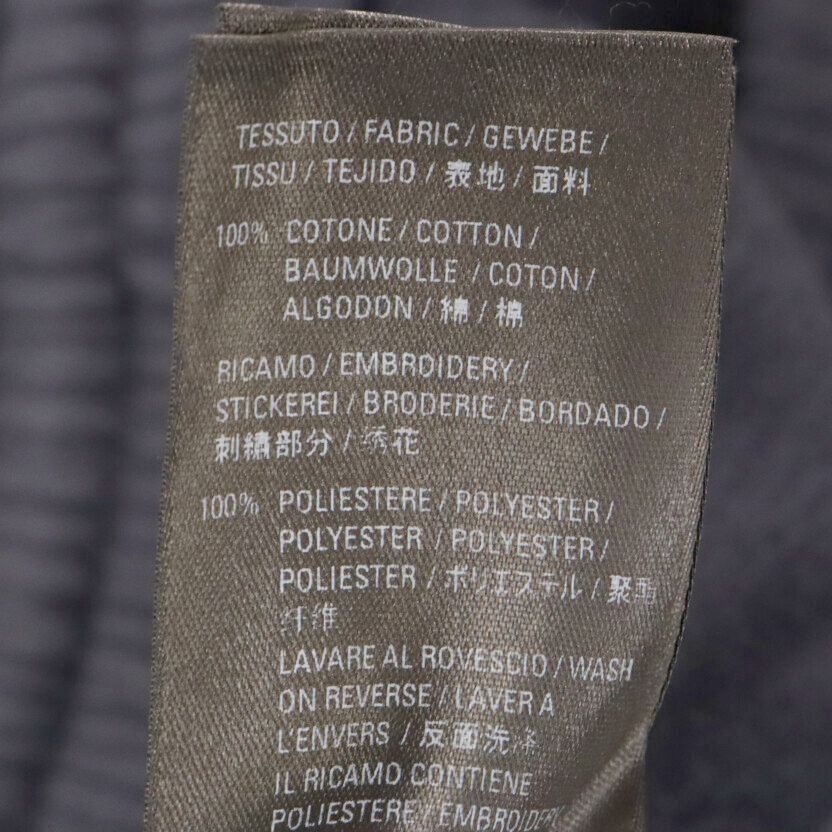 TESSUTO / FABRIC / GEWEBE /
TISSU / TEJIDO / 表地 / 面料
100% COTONE / COTTON /
BAUMWOLLE / COTON /
ALGODON / 綿 / 棉
RICAMO / EMBROIDERY /
STICKEREI / BRODERIE / BORDADO /
刺繍部分 / 绣花
100% POLIESTERE / POLYESTER /
POLYESTER / POLYESTER /
POLIESTER / ポリエステル / 聚酯
纤维
LAVARE AL ROVESCIO / WASH
ON REVERSE / LAVER A
L'ENVERS / 反面洗涤
IL RICAMO CONTIENE
POLIESTERE / EMBROIDERY